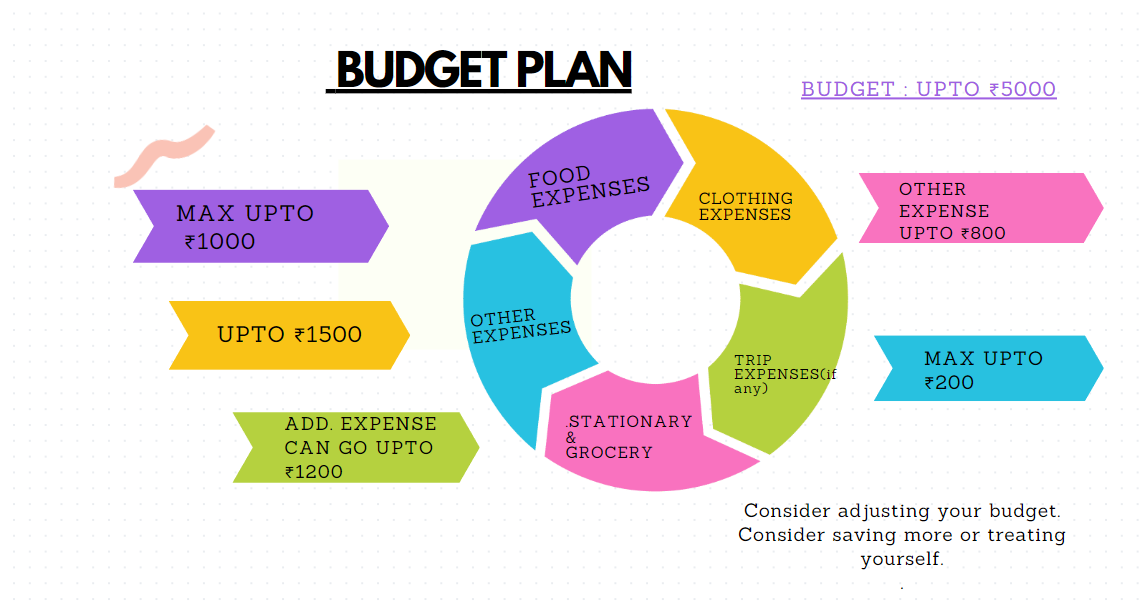 BUDGET PLAN
BUDGET : UPTO ₹5000
FOOD
EXPENSES
CLOTHING
EXPENSES
OTHER
EXPENSE
UPTO ₹800
MAX UPTO
₹1000
UPTO ₹1500
OTHER
EXPENSES
TRIP
EXPENSES(if
any)
MAX UPTO
₹200
ADD. EXPENSE
CAN GO UPTO
₹1200
.STATIONARY
&
GROCERY
Consider adjusting your budget.
Consider saving more or treating
yourself.
.